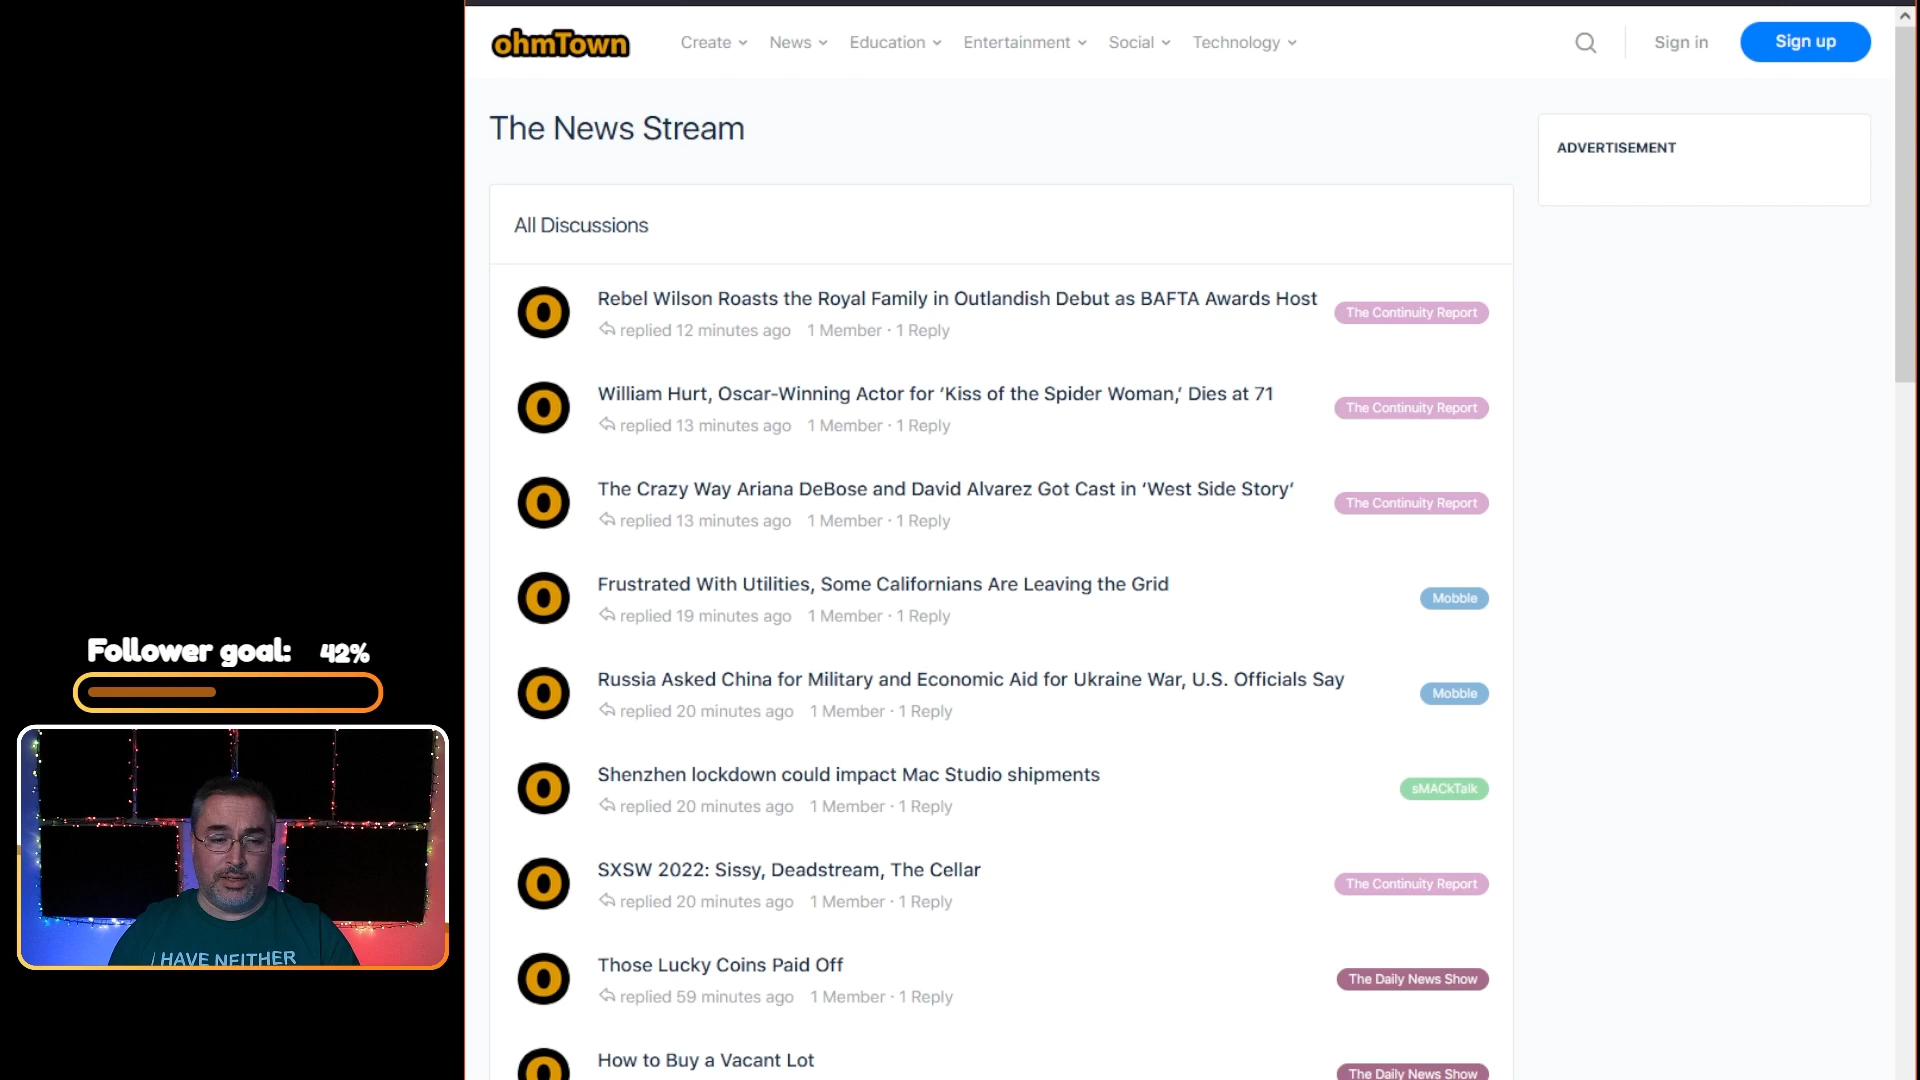 ohmTown
Create News Education Entertainment Social Technology
Sign in
Sign up
The News Stream
ADVERTISEMENT
All Discussions
O
Rebel Wilson Roasts the Royal Family in Outlandish Debut as BAFTA Awards Host
The Continuity Report
replied 12 minutes ago 1 Member · 1 Reply
O
William Hurt, Oscar-Winning Actor for ‘Kiss of the Spider Woman,’ Dies at 71
The Continuity Report
replied 13 minutes ago 1 Member · 1 Reply
O
The Crazy Way Ariana DeBose and David Alvarez Got Cast in ‘West Side Story’
The Continuity Report
replied 13 minutes ago 1 Member · 1 Reply
O
Frustrated With Utilities, Some Californians Are Leaving the Grid
Mobble
replied 19 minutes ago 1 Member · 1 Reply
O
Russia Asked China for Military and Economic Aid for Ukraine War, U.S. Officials Say
Mobble
replied 20 minutes ago 1 Member · 1 Reply
O
Shenzhen lockdown could impact Mac Studio shipments
sMACkTalk
replied 20 minutes ago 1 Member · 1 Reply
O
SXSW 2022: Sissy, Deadstream, The Cellar
The Continuity Report
replied 20 minutes ago 1 Member · 1 Reply
O
Those Lucky Coins Paid Off
The Daily News Show
replied 59 minutes ago 1 Member · 1 Reply
O
How to Buy a Vacant Lot
The Daily News Show
Follower goal: 42%
I HAVE NEITHER